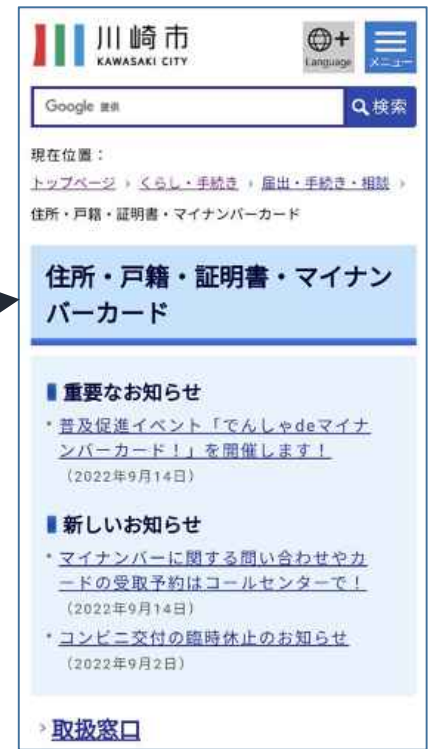 川崎市
KAWASAKI CITY
Language
メニュー
Google 提供
検索
現在位置：
トップページ › くらし・手続き › 届出・手続き・相談 ›
住所・戸籍・証明書・マイナンバーカード
住所・戸籍・証明書・マイナン
バーカード
重要なお知らせ
・普及促進イベント「でんしゃdeマイナ
ンバーカード！」を開催します！
（2022年9月14日）
新しいお知らせ
・マイナンバーに関する問い合わせやカ
ードの受取予約はコールセンターで！
（2022年9月14日）
・コンビニ交付の臨時休止のお知らせ
（2022年9月2日）
› 取扱窓口